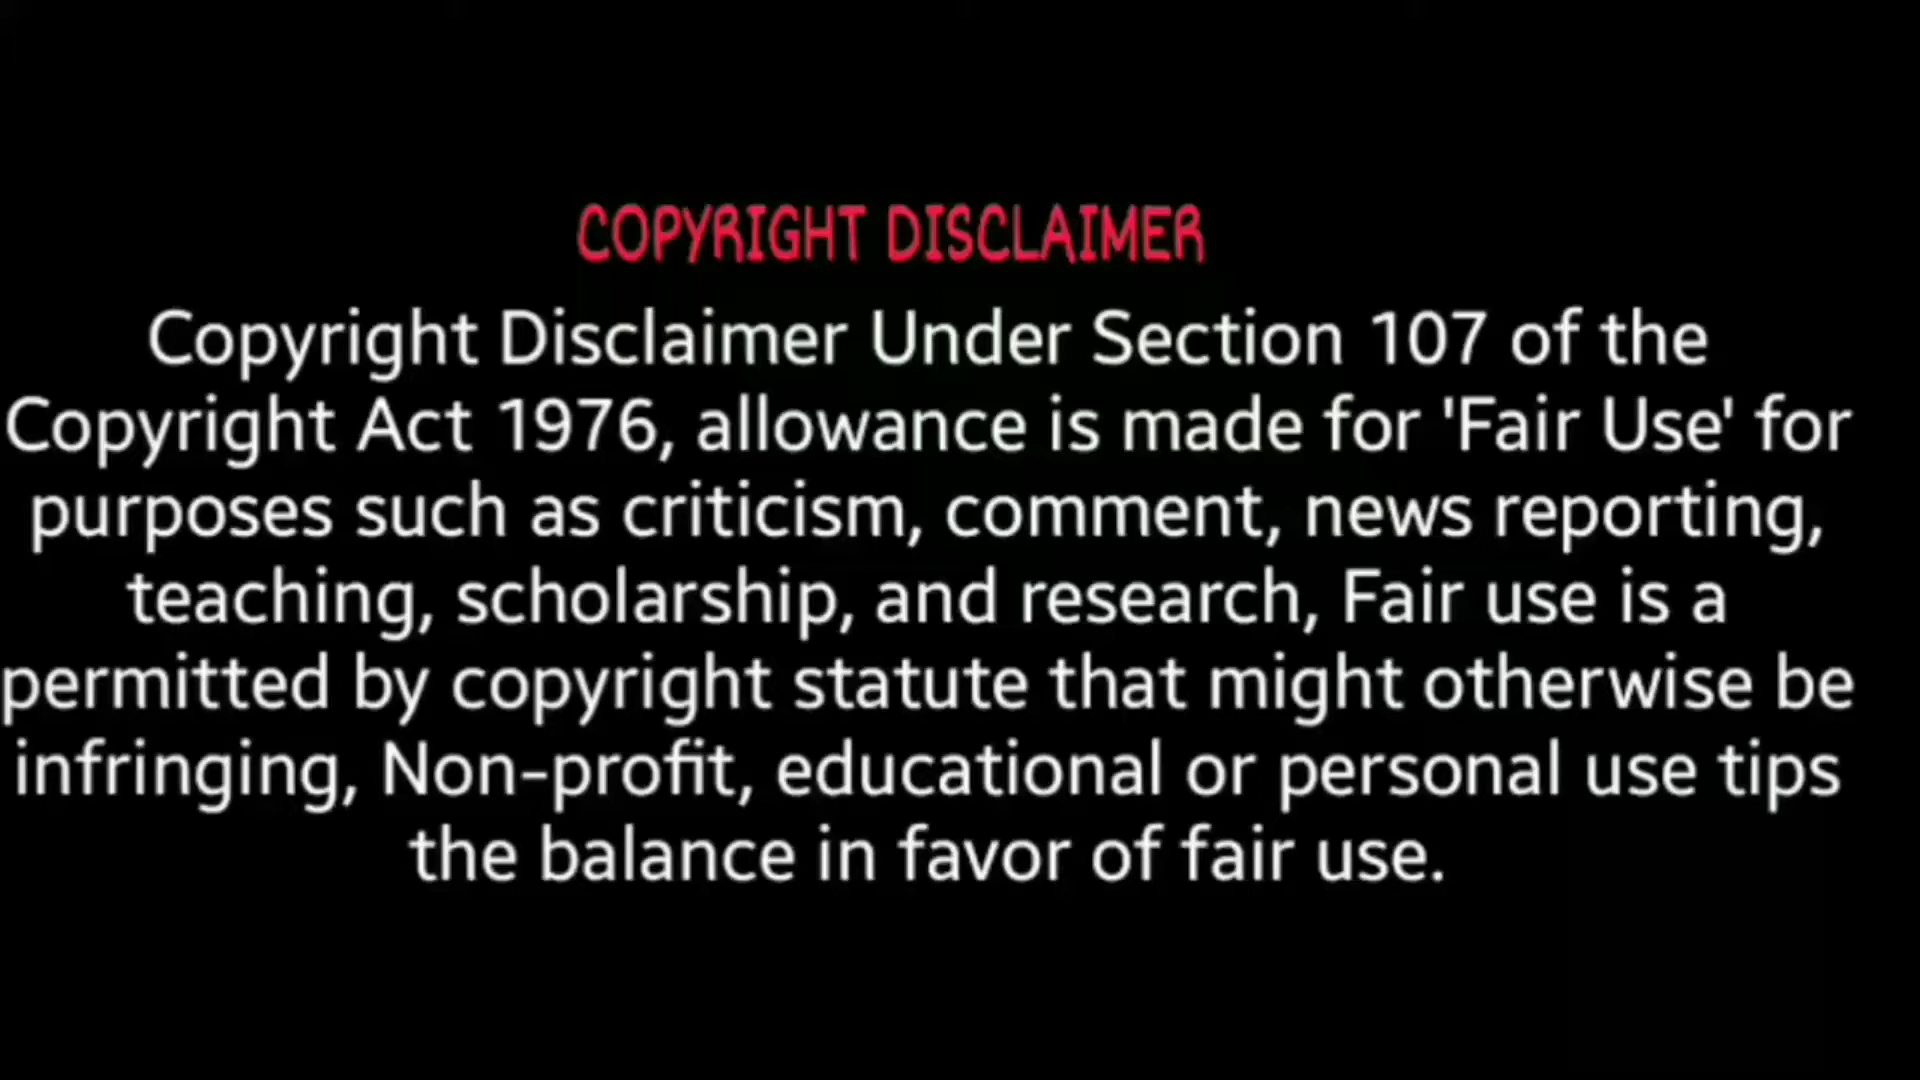 COPYRIGHT DISCLAIMER
Copyright Disclaimer Under Section 107 of the
Copyright Act 1976, allowance is made for 'Fair Use' for
purposes such as criticism, comment, news reporting,
teaching, scholarship, and research, Fair use is a
permitted by copyright statute that might otherwise be
infringing, Non-profit, educational or personal use tips
the balance in favor of fair use.